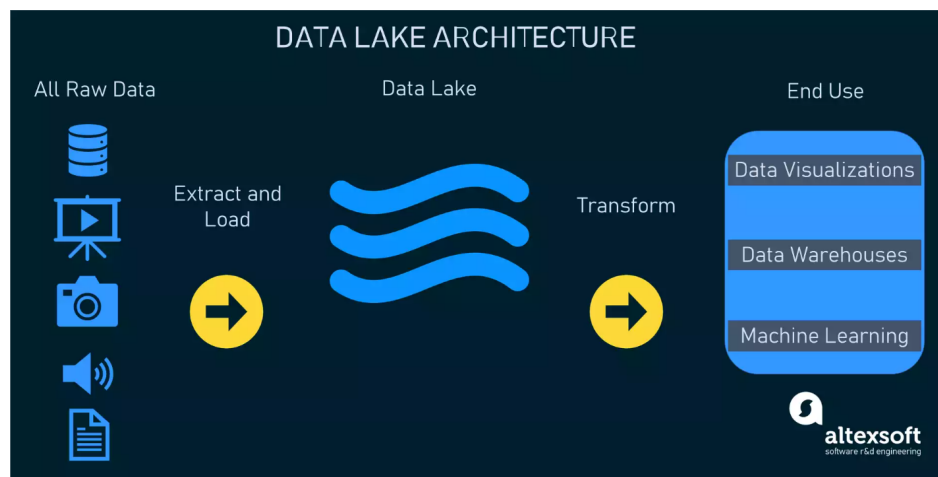 DATA LAKE ARCHITECTURE
All Raw Data
Data Lake
End Use
Extract and
Load
Transform
Data Visualizations
Data Warehouses
Machine Learning
altexsoft
software r&d engineering